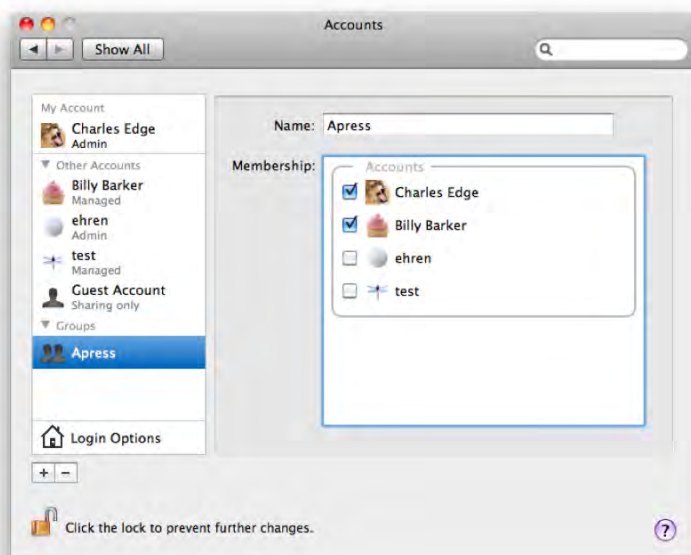 Accounts
Show All
My Account
Charles Edge
Admin
Other Accounts
Billy Barker
Managed
ehren
Admin
test
Managed
Guest Account
Sharing only
Groups
Apress
Login Options
+ −
Name: Apress
Membership:
Accounts
Charles Edge
Billy Barker
ehren
test
Click the lock to prevent further changes.
?